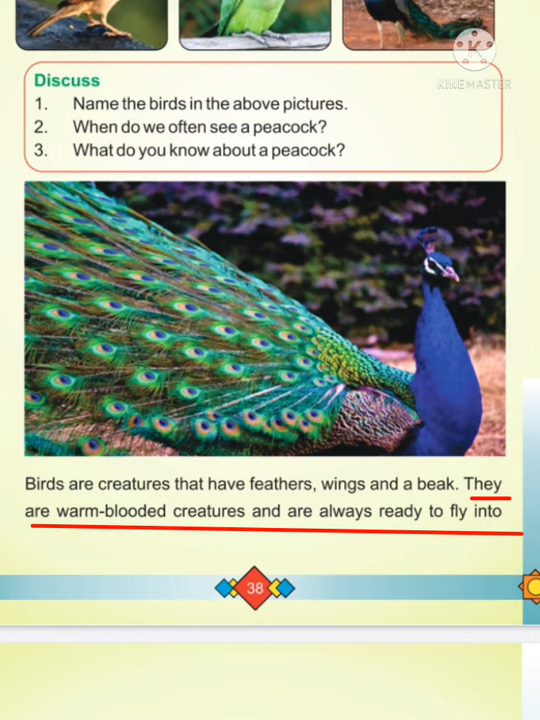 KINEMASTER
Discuss
1. Name the birds in the above pictures.
2. When do we often see a peacock?
3. What do you know about a peacock?
Birds are creatures that have feathers, wings and a beak. They
are warm-blooded creatures and are always ready to fly into
38